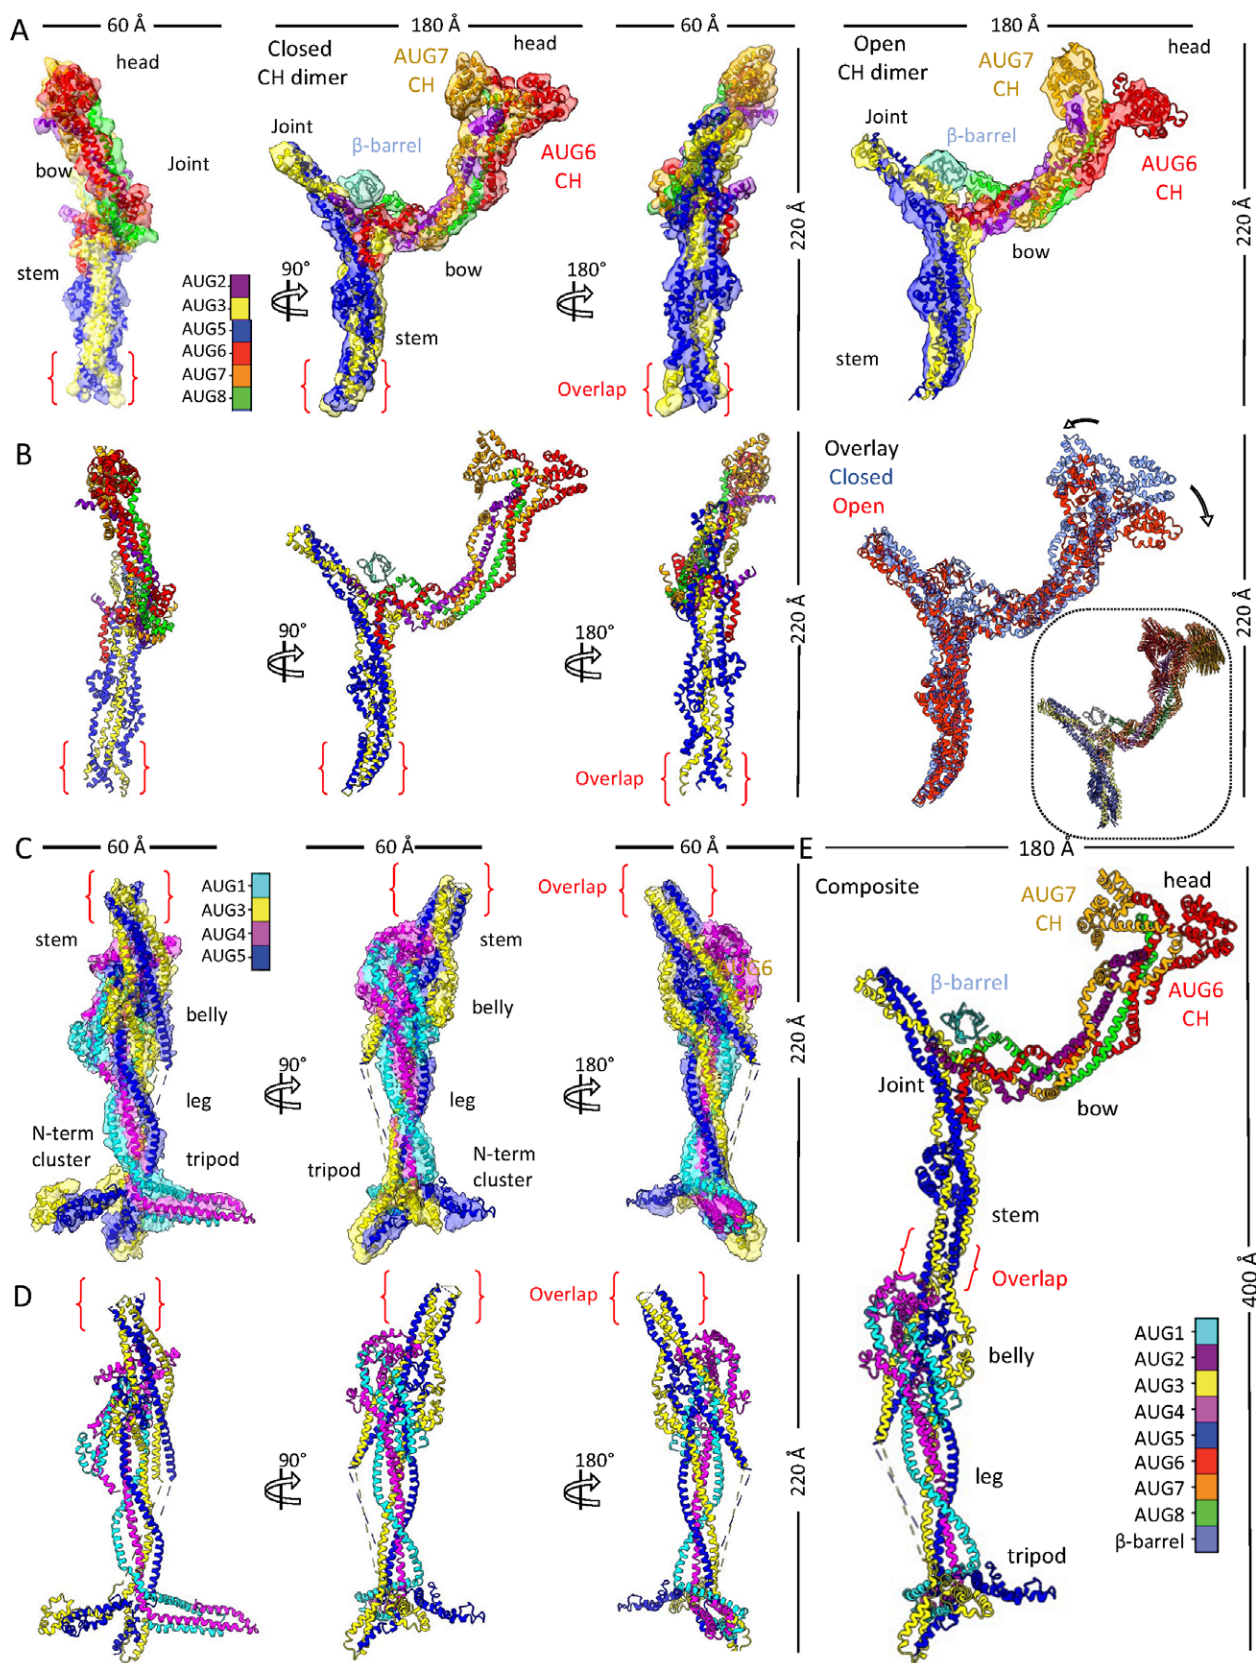 A
60 Å
180 Å
60 Å
180 Å
head
Closed
CH dimer
AUG7
CH
head
Open
CH dimer
AUG7
CH
head
Joint
β-barrel
Joint
β-barrel
bow
Joint
AUG6
CH
AUG6
CH
220 Å
220 Å
stem
bow
bow
90°
180°
AUG2
AUG3
AUG5
AUG6
AUG7
AUG8
stem
stem
Overlap
B
Overlay
Closed
Open
90°
180°
220 Å
220 Å
Overlap
C
60 Å
60 Å
60 Å
E
180 Å
AUG1
AUG3
AUG4
AUG5
Overlap
Composite
AUG7
CH
head
stem
stem
AUG6
β-barrel
AUG6
CH
belly
belly
220 Å
90°
180°
Joint
bow
leg
leg
N-term
cluster
tripod
tripod
N-term
cluster
stem
D
Overlap
Overlap
400 Å
AUG1
AUG2
AUG3
AUG4
AUG5
AUG6
AUG7
AUG8
β-barrel
belly
90°
180°
220 Å
leg
tripod